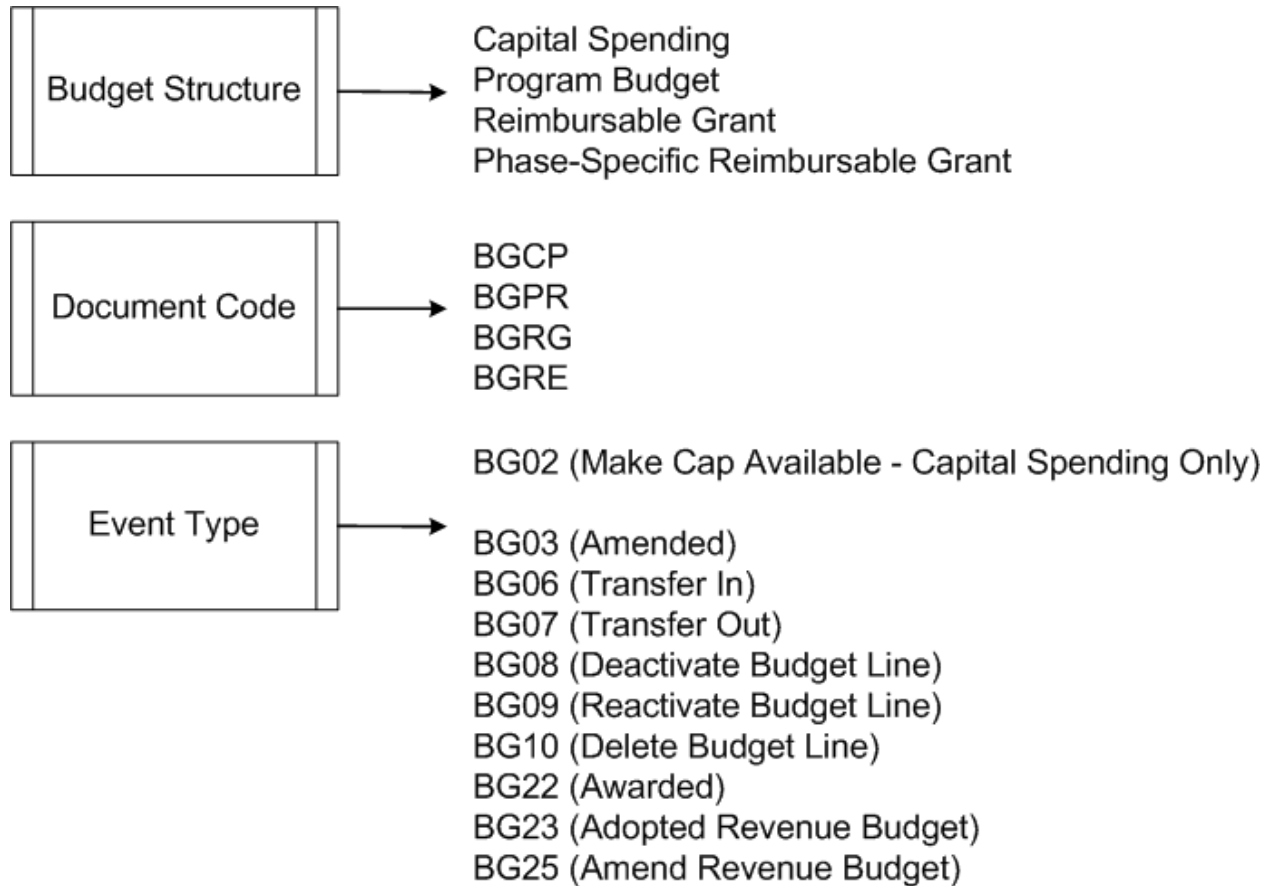 Budget Structure
Capital Spending
Program Budget
Reimbursable Grant
Phase-Specific Reimbursable Grant
Document Code
BGCP
BGPR
BGRG
BGRE
Event Type
BG02 (Make Cap Available - Capital Spending Only)
BG03 (Amended)
BG06 (Transfer In)
BG07 (Transfer Out)
BG08 (Deactivate Budget Line)
BG09 (Reactivate Budget Line)
BG10 (Delete Budget Line)
BG22 (Awarded)
BG23 (Adopted Revenue Budget)
BG25 (Amend Revenue Budget)